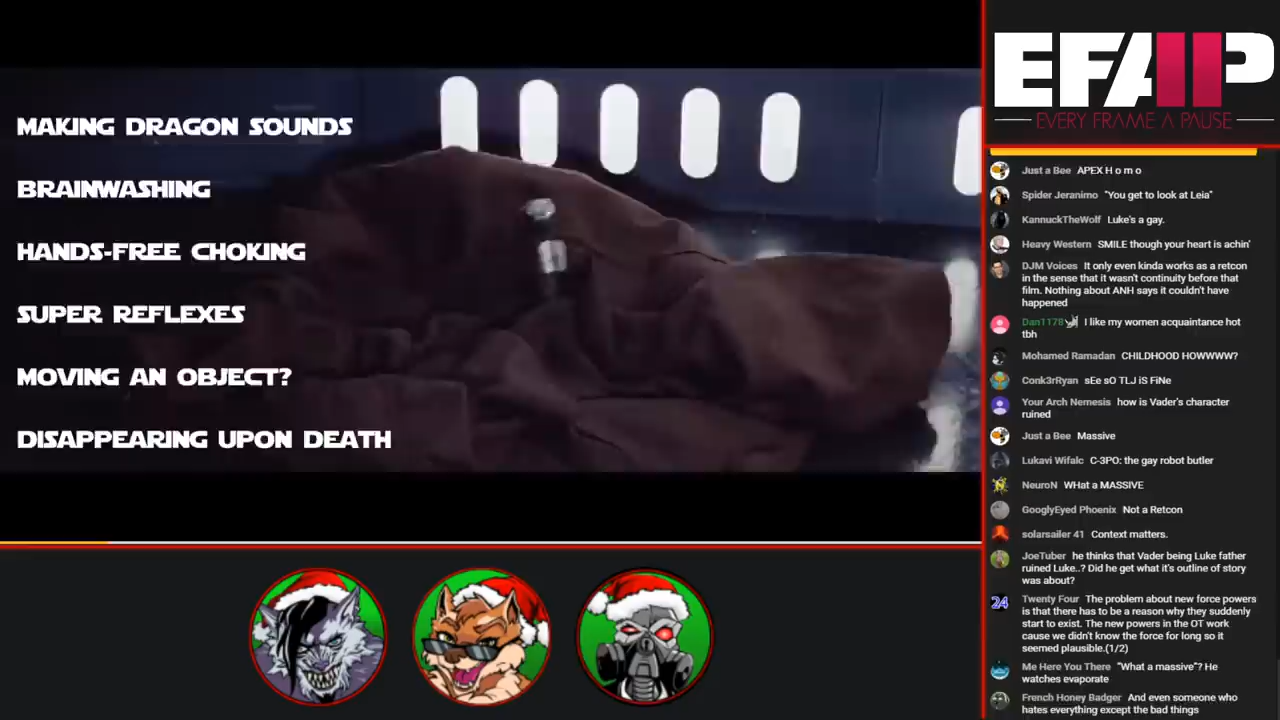 MAKING DRAGON SOUNDS
BRAINWASHING
HANDS-FREE CHOKING
SUPER REFLEXES
MOVING AN OBJECT?
DISAPPEARING UPON DEATH
EFAP
EVERY FRAME A PAUSE
Just a Bee APEX H o m o
Spider Jeranimo "You get to look at Leia"
KannuckTheWolf Luke's a gay.
Heavy Western SMILE though your heart is achin'
DJM Voices It only even kinda works as a retcon
in the sense that it wasn't continuity before that
film. Nothing about ANH says it couldn't have
happened
Dan1178 I like my women acquaintance hot
tbh
Mohamed Ramadan CHILDHOOD HOWWWW?
Conk3rRyan sEe sO TLJ iS FiNe
Your Arch Nemesis how is Vader's character
ruined
Just a Bee Massive
Lukavi Wifalc C-3PO: the gay robot butler
NeuroN WHat a MASSIVE
GooglyEyed Phoenix Not a Retcon
solarsailer 41 Context matters.
JoeTuber he thinks that Vader being Luke father
ruined Luke..? Did he get what it's outline of story
was about?
24 Twenty Four The problem about new force powers
is that there has to be a reason why they suddenly
start to exist. The new powers in the OT work
cause we didn't know the force for long so it
seemed plausible.(1/2)
Me Here You There "What a massive"? He
watches evaporate
French Honey Badger And even someone who
hates everything except the bad things